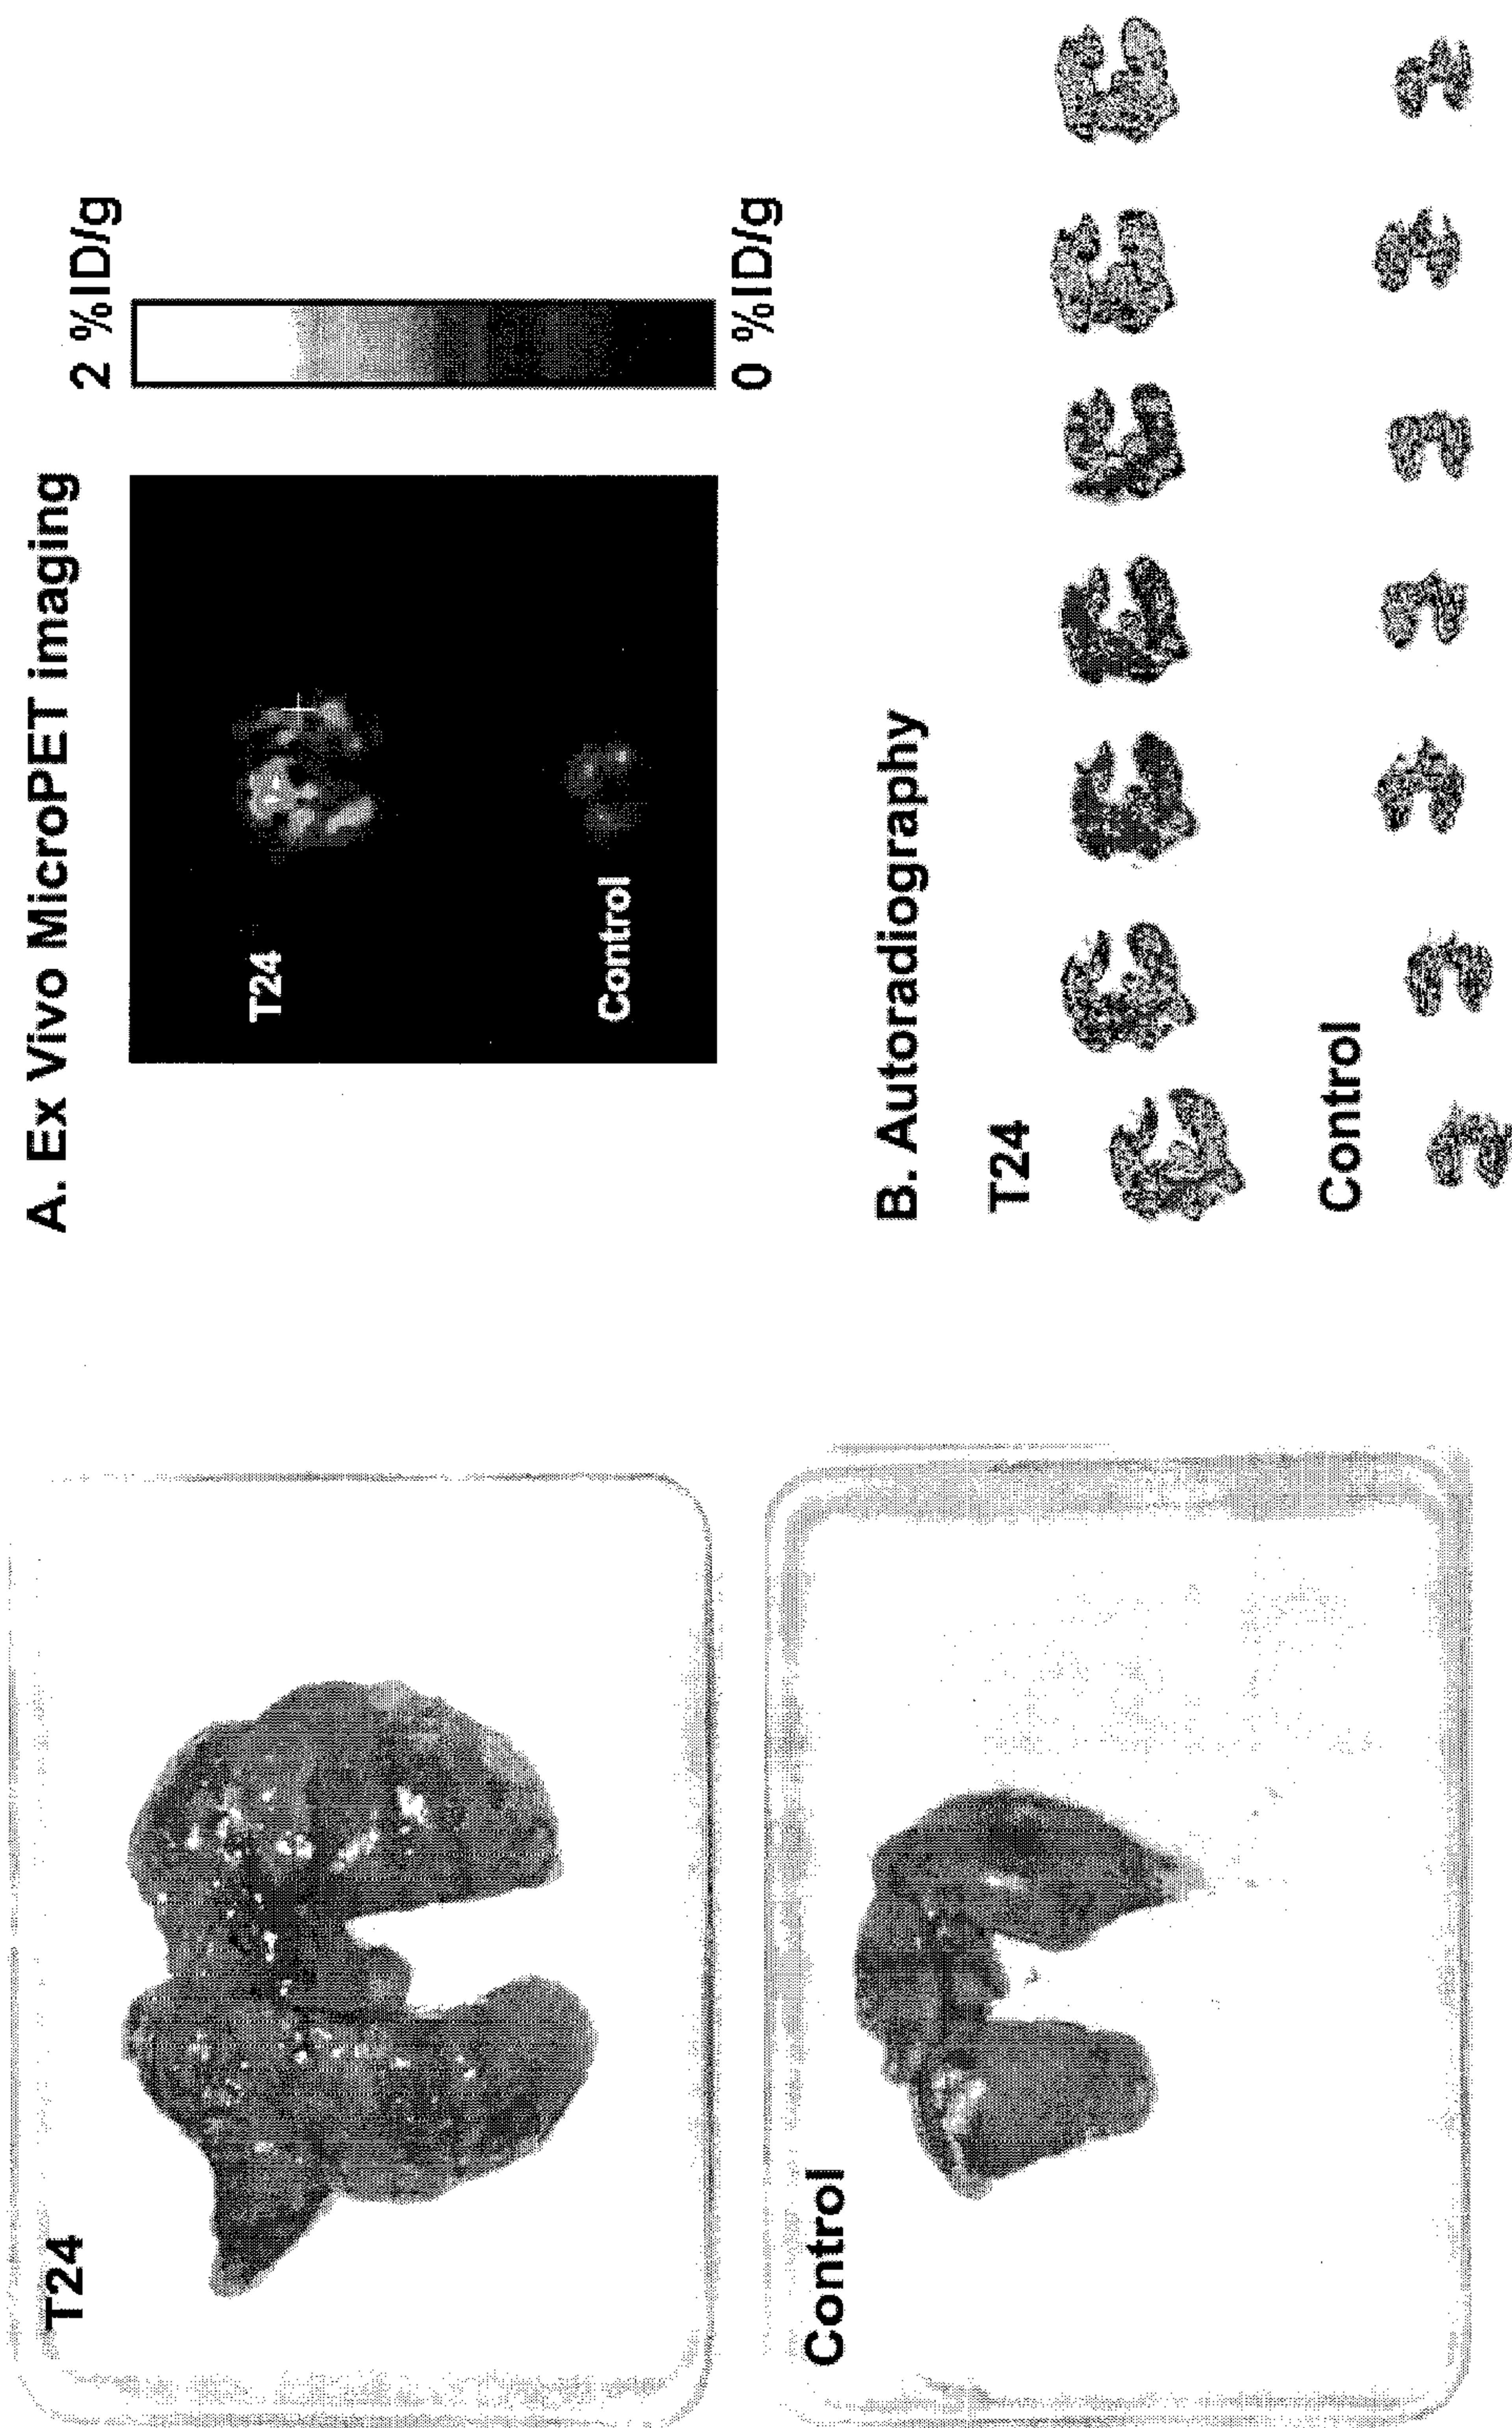 T24
Control
A. Ex Vivo MicroPET imaging
T24
Control
2 %ID/g
0 %ID/g
B. Autoradiography
T24
Control